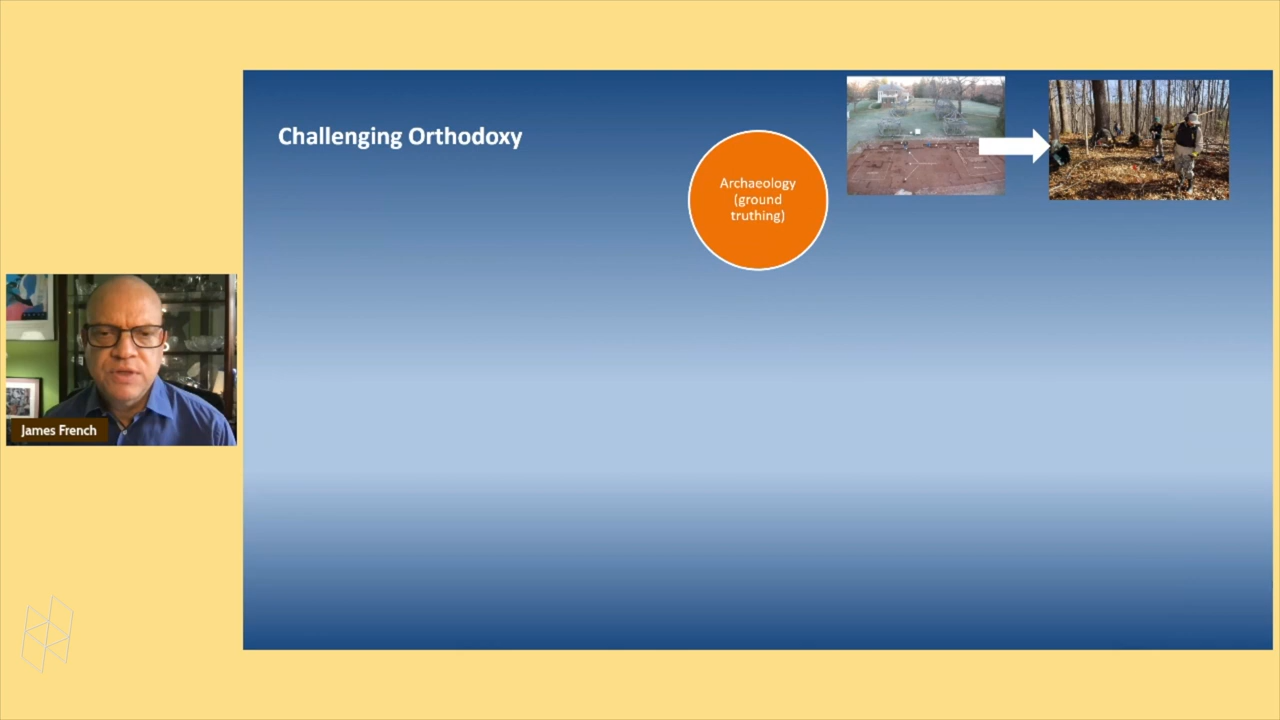 Challenging Orthodoxy
Archaeology
(ground
truthing)
James French